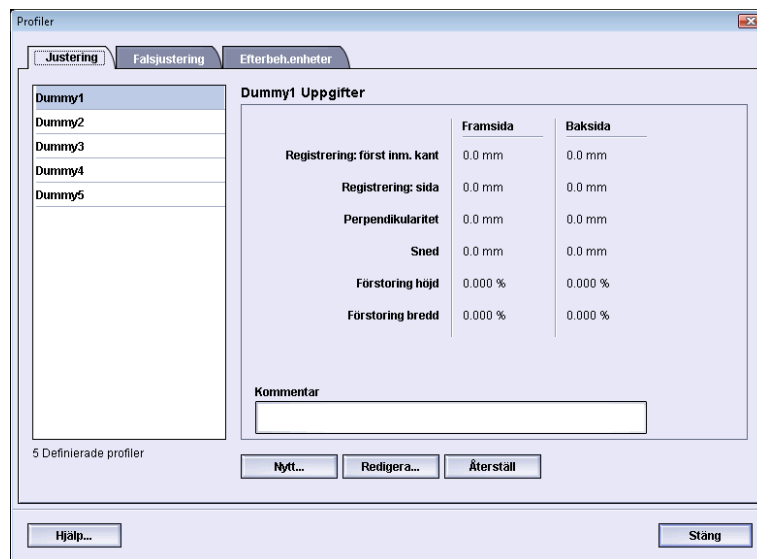 Profiler
Justering Falsjustering Efterbeh.enheter
Dummy1
Dummy2
Dummy3
Dummy4
Dummy5
5 Definierade profiler
Dummy1 Uppgifter
Framsida Baksida
Registrering: först inm. kant 0.0 mm 0.0 mm
Registrering: sida 0.0 mm 0.0 mm
Perpendikularitet 0.0 mm 0.0 mm
Sned 0.0 mm 0.0 mm
Förstoring höjd 0.000 % 0.000 %
Förstoring bredd 0.000 % 0.000 %
Kommentar
Nytt... Redigera... Återställ
Hjälp... Stäng